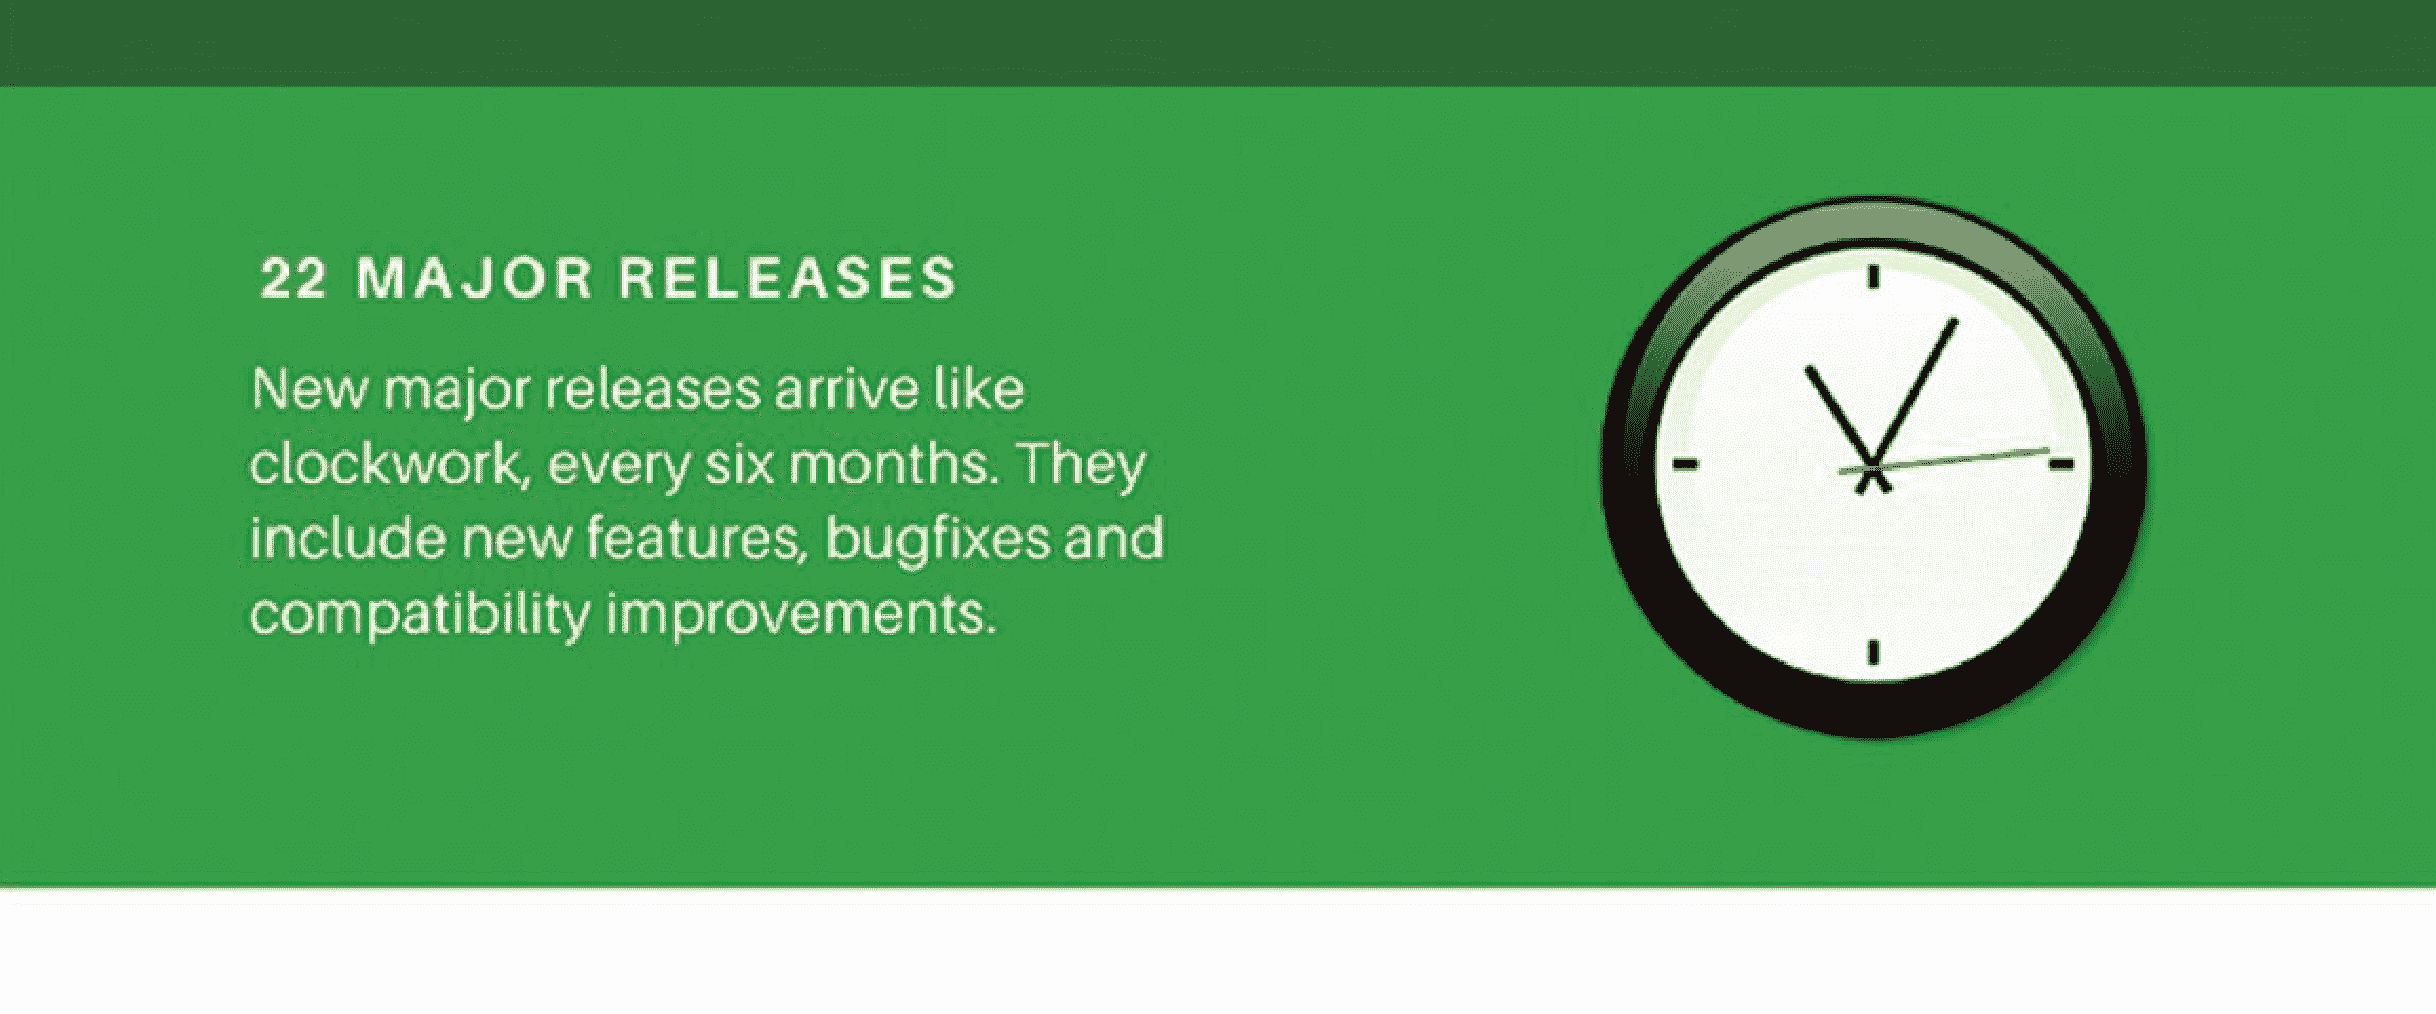 22 MAJOR RELEASES
New major releases arrive like
clockwork, every six months. They
include new features, bugfixes and
compatibility improvements.